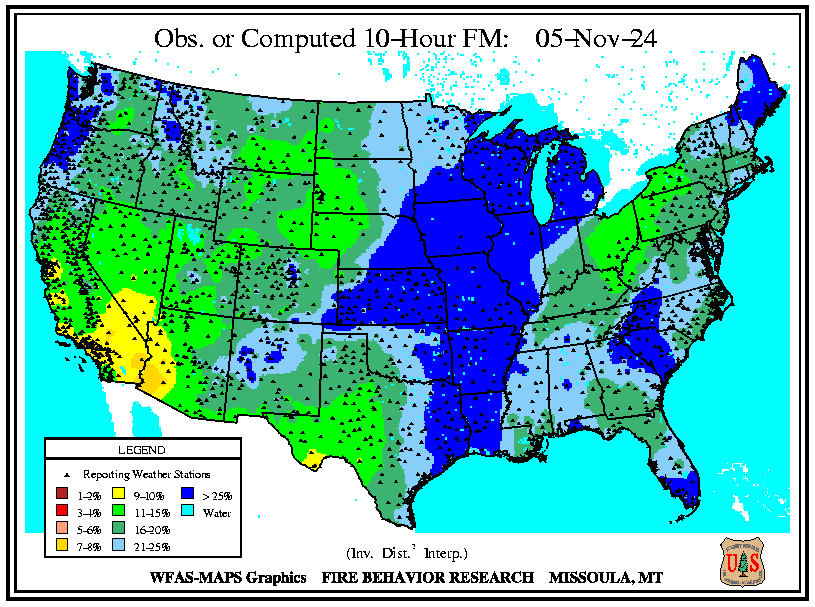 Obs. or Computed 10-Hour FM: 05-Nov-24
LEGEND
Reporting Weather Stations
1-2% 9-10% > 25%
3-4% 11-15% Water
5-6% 16-20%
7-8% 21-25%
(Inv. Dist.² Interp.)
WFAS-MAPS Graphics FIRE BEHAVIOR RESEARCH MISSOULA, MT
U S